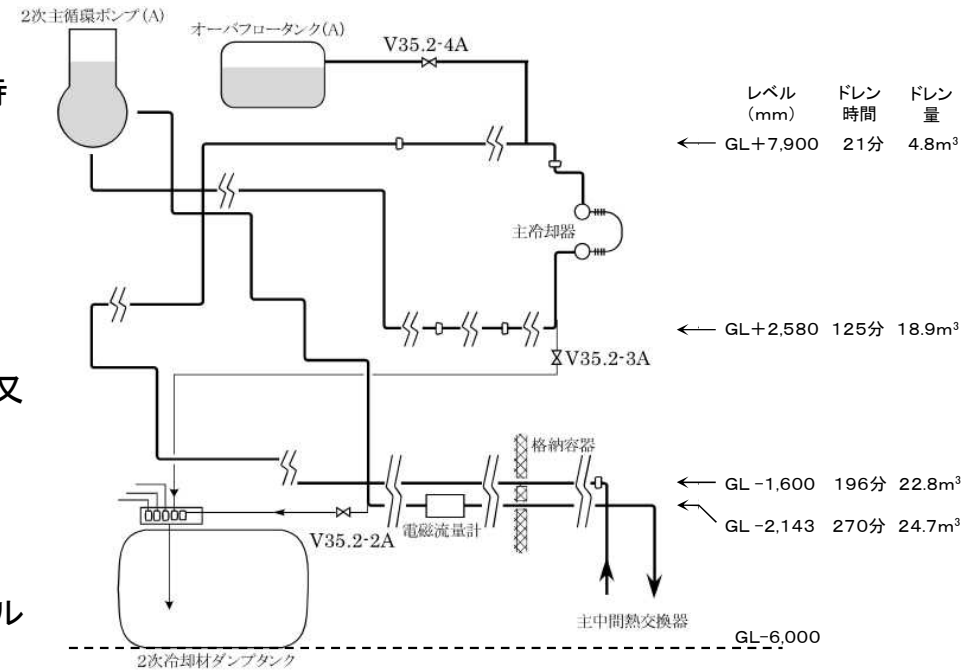 2次主循環ポンプ(A)
オーバフロータンク(A)
V35.2-4A
時
レベル
(mm)
ドレン
時間
ドレン
量
GL+7,900 21分 4.8m³
主冷却器
GL+2,580 125分 18.9m³
V35.2-3A
又
格納容器
GL -1,600 196分 22.8m³
GL -2,143 270分 24.7m³
電磁流量計
V35.2-2A
ル
主中間熱交換器
GL-6,000
2次冷却材ダンプタンク